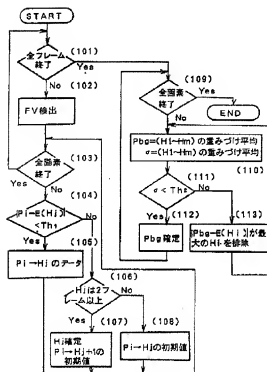 START
(101)
全フレーム
終了
Yes
No
(102)
FV検出
(103)
全画素
終了
Yes
No
(104)
|Pi-E(Hj)|
<Th1
Yes
No
(105)
Pi→Hjのデータ
(106)
Hjは2フ
レーム以上
Yes
No
(107)
(108)
Hj確定
Pi→Hj+1の
初期値
Pi→Hjの初期値
(109)
全画素
終了
Yes
No
END
Pbg=(H1~Hm)の重みづけ平均
σ=(H1~Hm)の重みづけ平均
(110)
(111)
σ<Th2
Yes
No
(112)
(113)
Pbg確定
|Pbg-E(Hi)|が最
大のHiを排除